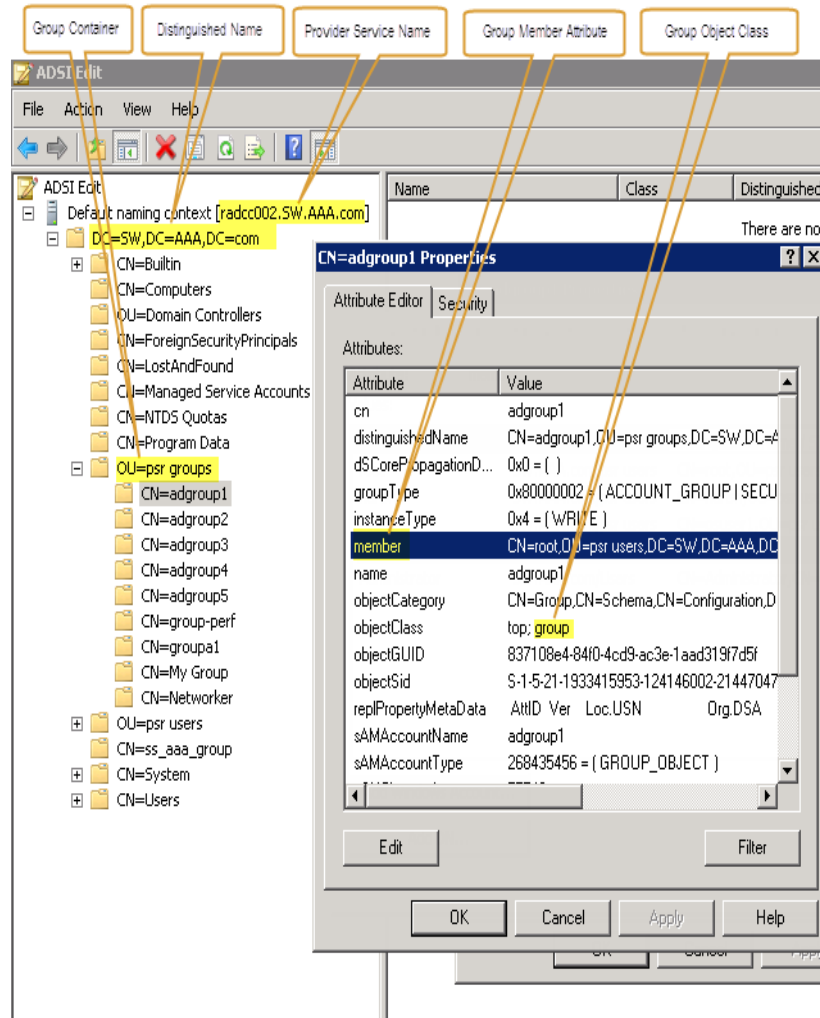 Group Container
Distinguished Name
Provider Service Name
Group Member Attribute
Group Object Class
ADSI Edit
File Action View Help
ADSI Edit
Default naming context [radcc002.SW.AAA.com]
DC=SW,DC=AAA,DC=com
CN=Builtin
CN=Computers
OU=Domain Controllers
CN=ForeignSecurityPrincipals
CN=LostAndFound
CN=Managed Service Accounts
CN=NTDS Quotas
CN=Program Data
OU=psr groups
CN=adgroup1
CN=adgroup2
CN=adgroup3
CN=adgroup4
CN=adgroup5
CN=group-perf
CN=groupa1
CN=My Group
CN=Networker
OU=psr users
CN=ss_aaa_group
CN=System
CN=Users
Name Class Distinguished
There are no
CN=adgroup1 Properties
Attribute Editor Security
Attributes:
Attribute Value
cn adgroup1
distinguishedName CN=adgroup1,OU=psr groups,DC=SW,DC=A
dSCorePropagationD... 0x0 = ( )
groupType 0x80000002 = ( ACCOUNT_GROUP | SECU
instanceType 0x4 = ( WRITE )
member CN=root,OU=psr users,DC=SW,DC=AAA,DC
name adgroup1
objectCategory CN=Group,CN=Schema,CN=Configuration,D
objectClass top; group
objectGUID 837108e4-84f0-4cd9-ac3e-1aad319f7d5f
objectSid S-1-5-21-1933415953-124146002-21447047
replPropertyMetaData AttID Ver Loc.USN Org.DSA
sAMAccountName adgroup1
sAMAccountType 268435456 = ( GROUP_OBJECT )
Edit Filter
OK Cancel Apply Help
OK Cancel